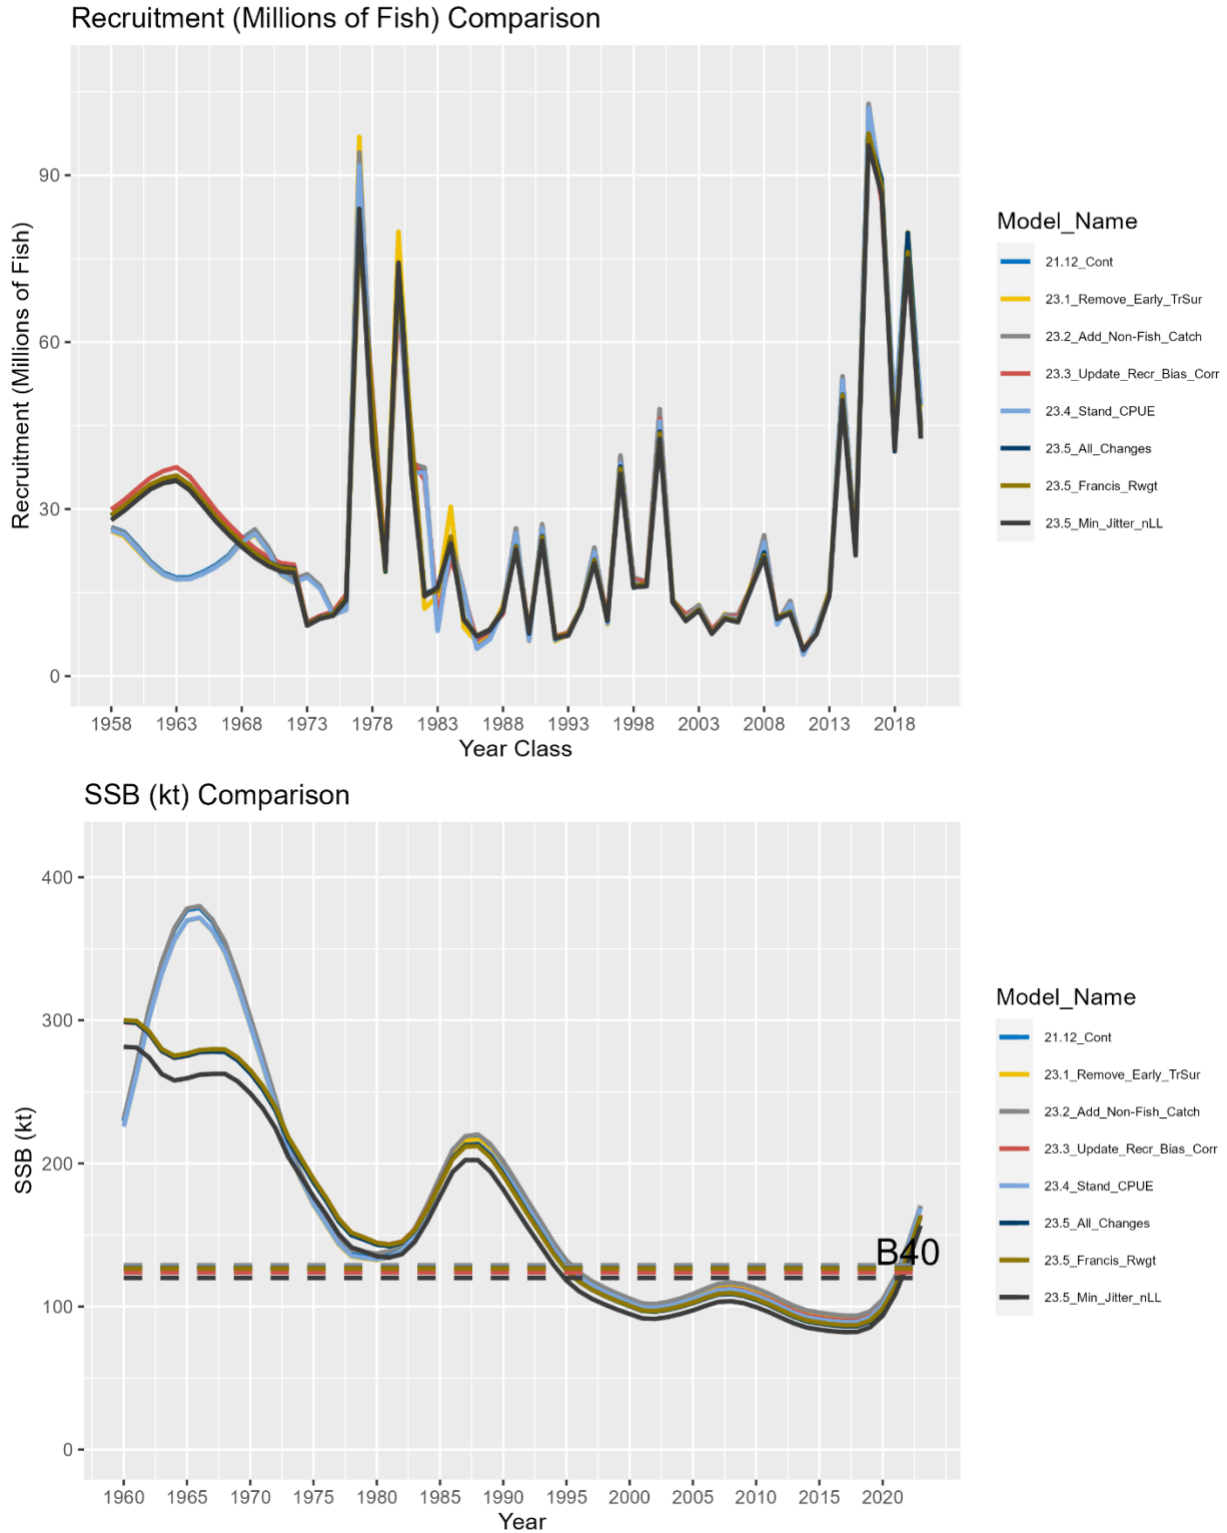 Recruitment (Millions of Fish) Comparison
Recruitment (Millions of Fish)
90
60
30
0
1958 1963 1968 1973 1978 1983 1988 1993 1998 2003 2008 2013 2018
Year Class
Model_Name
21.12_Cont
23.1_Remove_Early_TrSur
23.2_Add_Non-Fish_Catch
23.3_Update_Recr_Bias_Corr
23.4_Stand_CPUE
23.5_All_Changes
23.5_Francis_Rwgt
23.5_Min_Jitter_nLL
SSB (kt) Comparison
SSB (kt)
400
300
200
100
0
B40
1960 1965 1970 1975 1980 1985 1990 1995 2000 2005 2010 2015 2020
Year
Model_Name
21.12_Cont
23.1_Remove_Early_TrSur
23.2_Add_Non-Fish_Catch
23.3_Update_Recr_Bias_Corr
23.4_Stand_CPUE
23.5_All_Changes
23.5_Francis_Rwgt
23.5_Min_Jitter_nLL